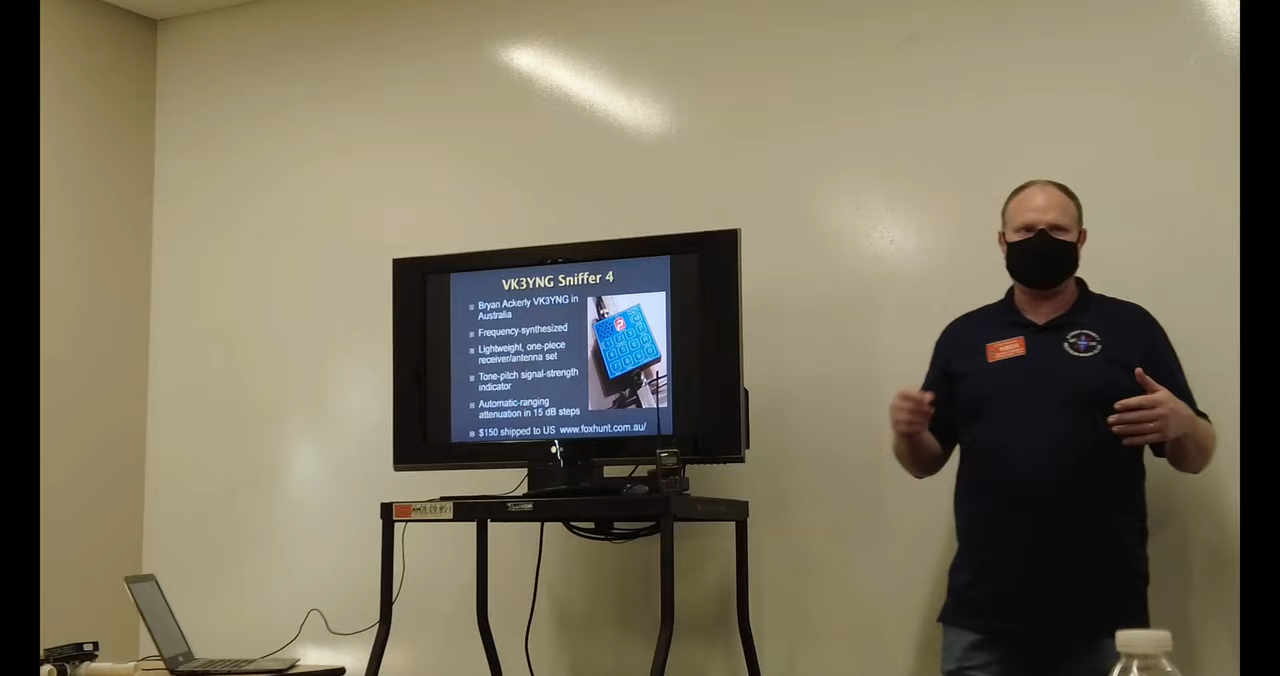 VK3YNG Sniffer 4
Bryan Ackerly VK3YNG in
Australia
Frequency-synthesized
Lightweight, one-piece
receiver/antenna set
Tone-pitch signal-strength
indicator
Automatic-ranging
attenuation in 15 dB steps
$150 shipped to US www.foxhunt.com.au/